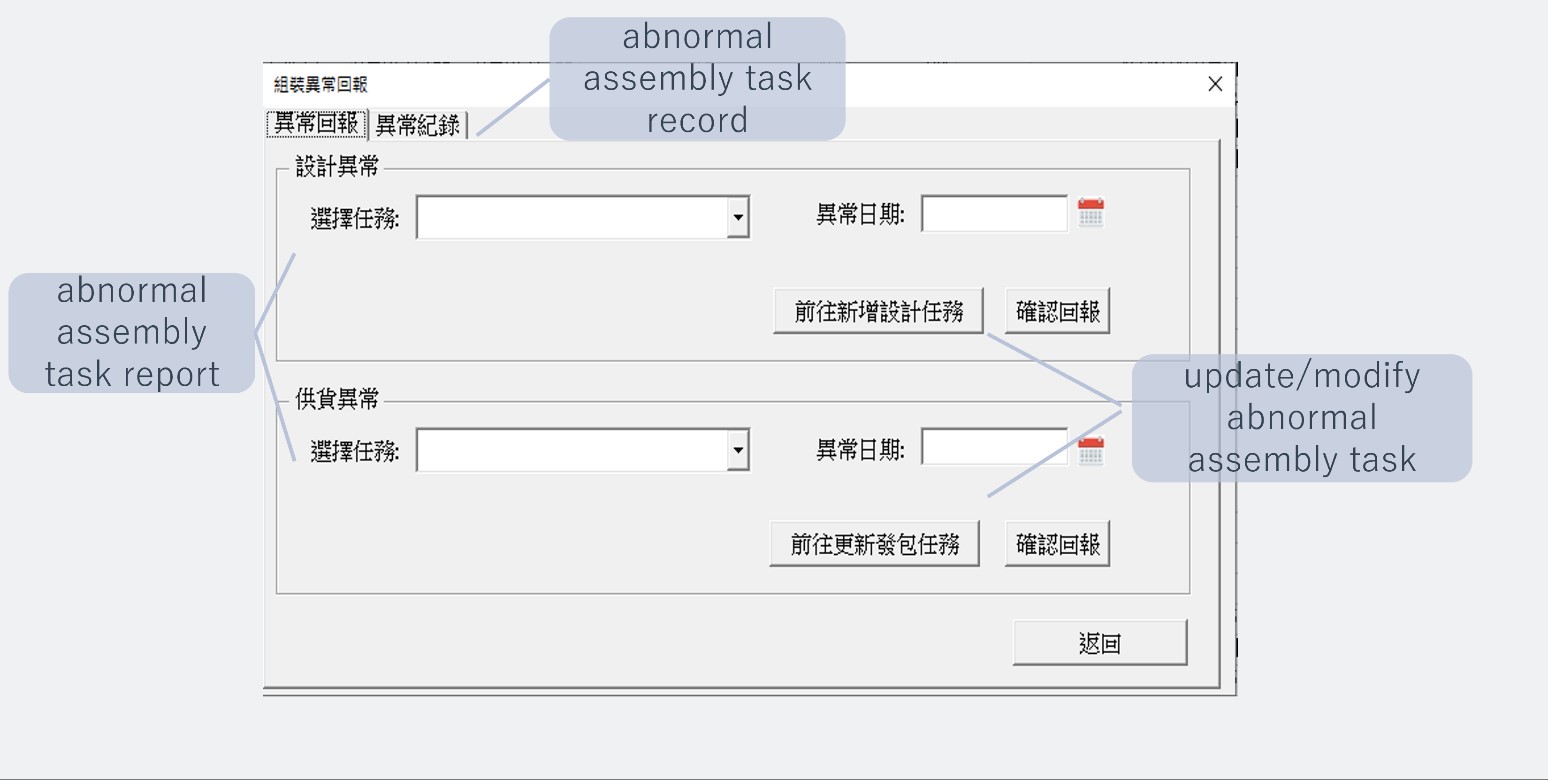 abnormal
assembly task
record
組裝異常回報
異常回報 異常紀錄
設計異常
選擇任務: 異常日期:
前往新增設計任務 確認回報
abnormal
assembly
task report
供貨異常
選擇任務: 異常日期:
update/modify
abnormal
assembly task
前往更新發包任務 確認回報
返回